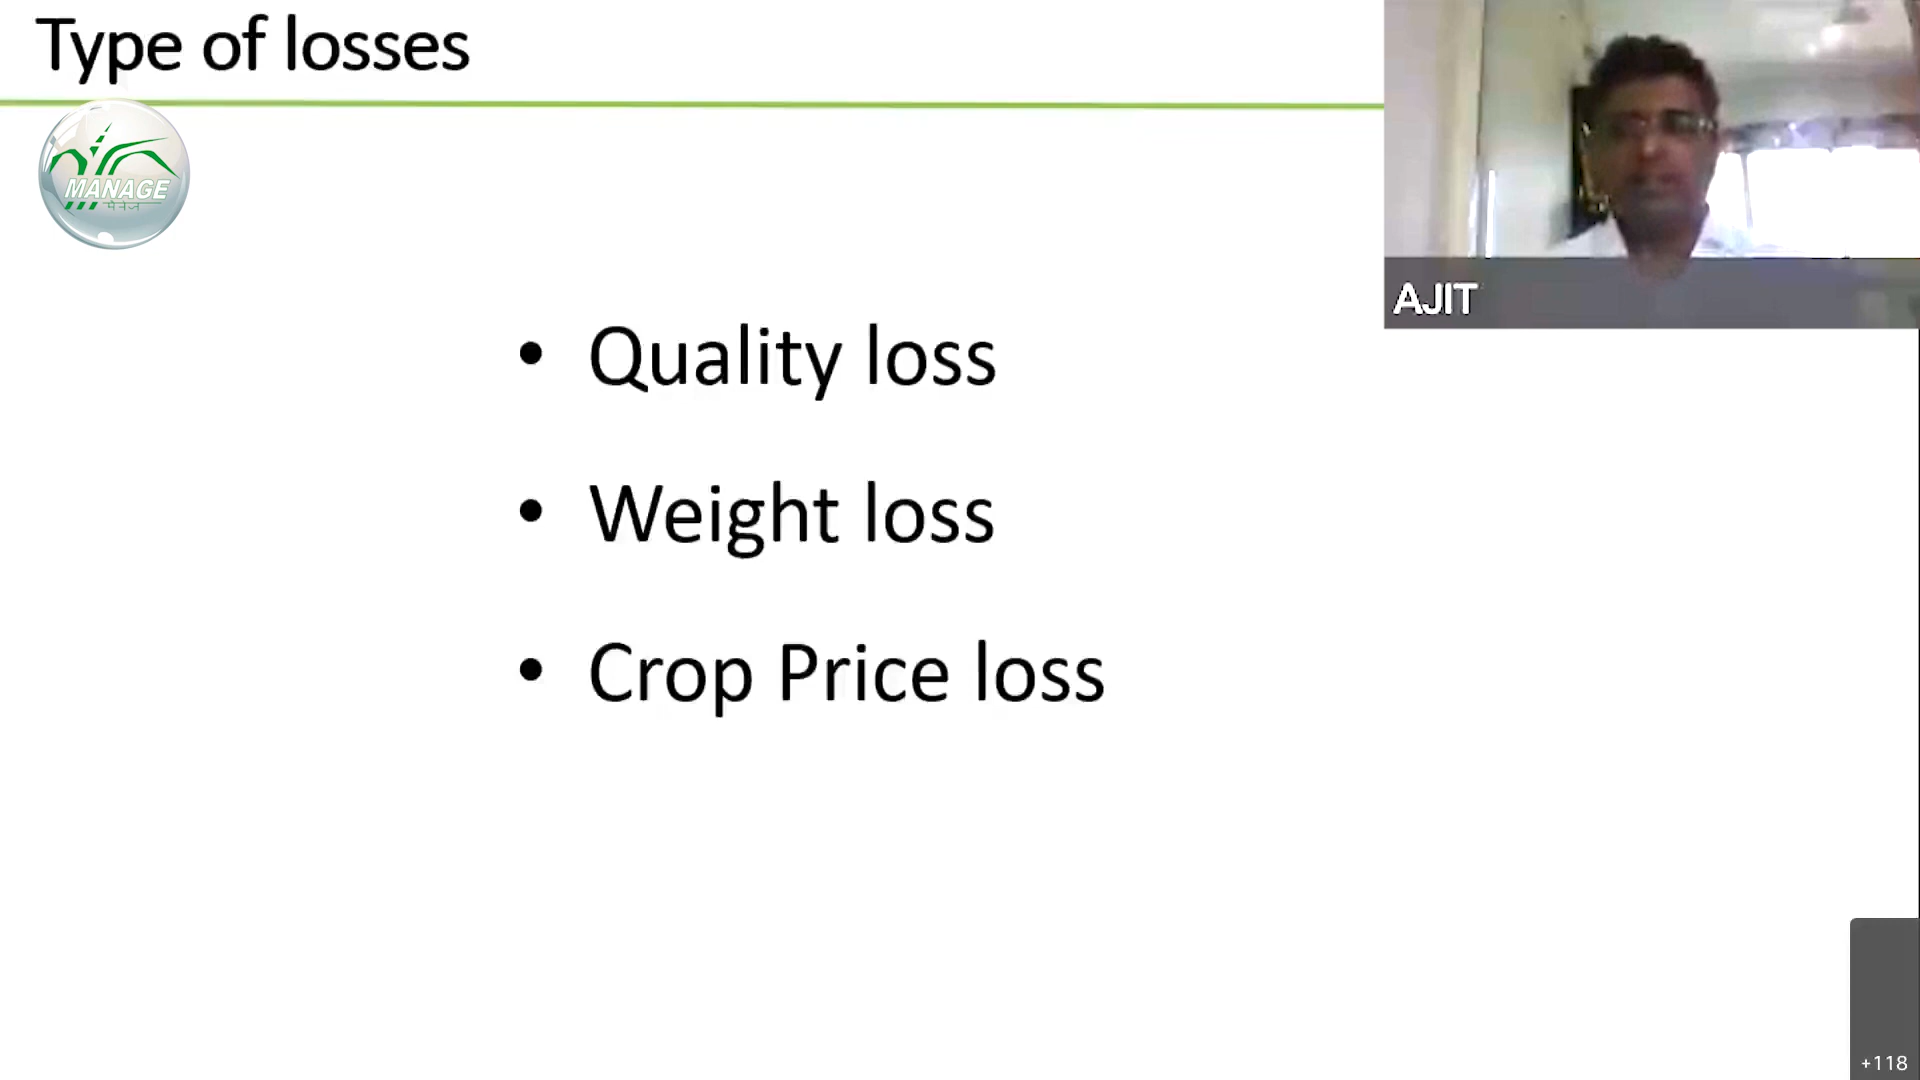 Type of losses
MANAGE
मैनेज
AJIT
• Quality loss
• Weight loss
• Crop Price loss
+118